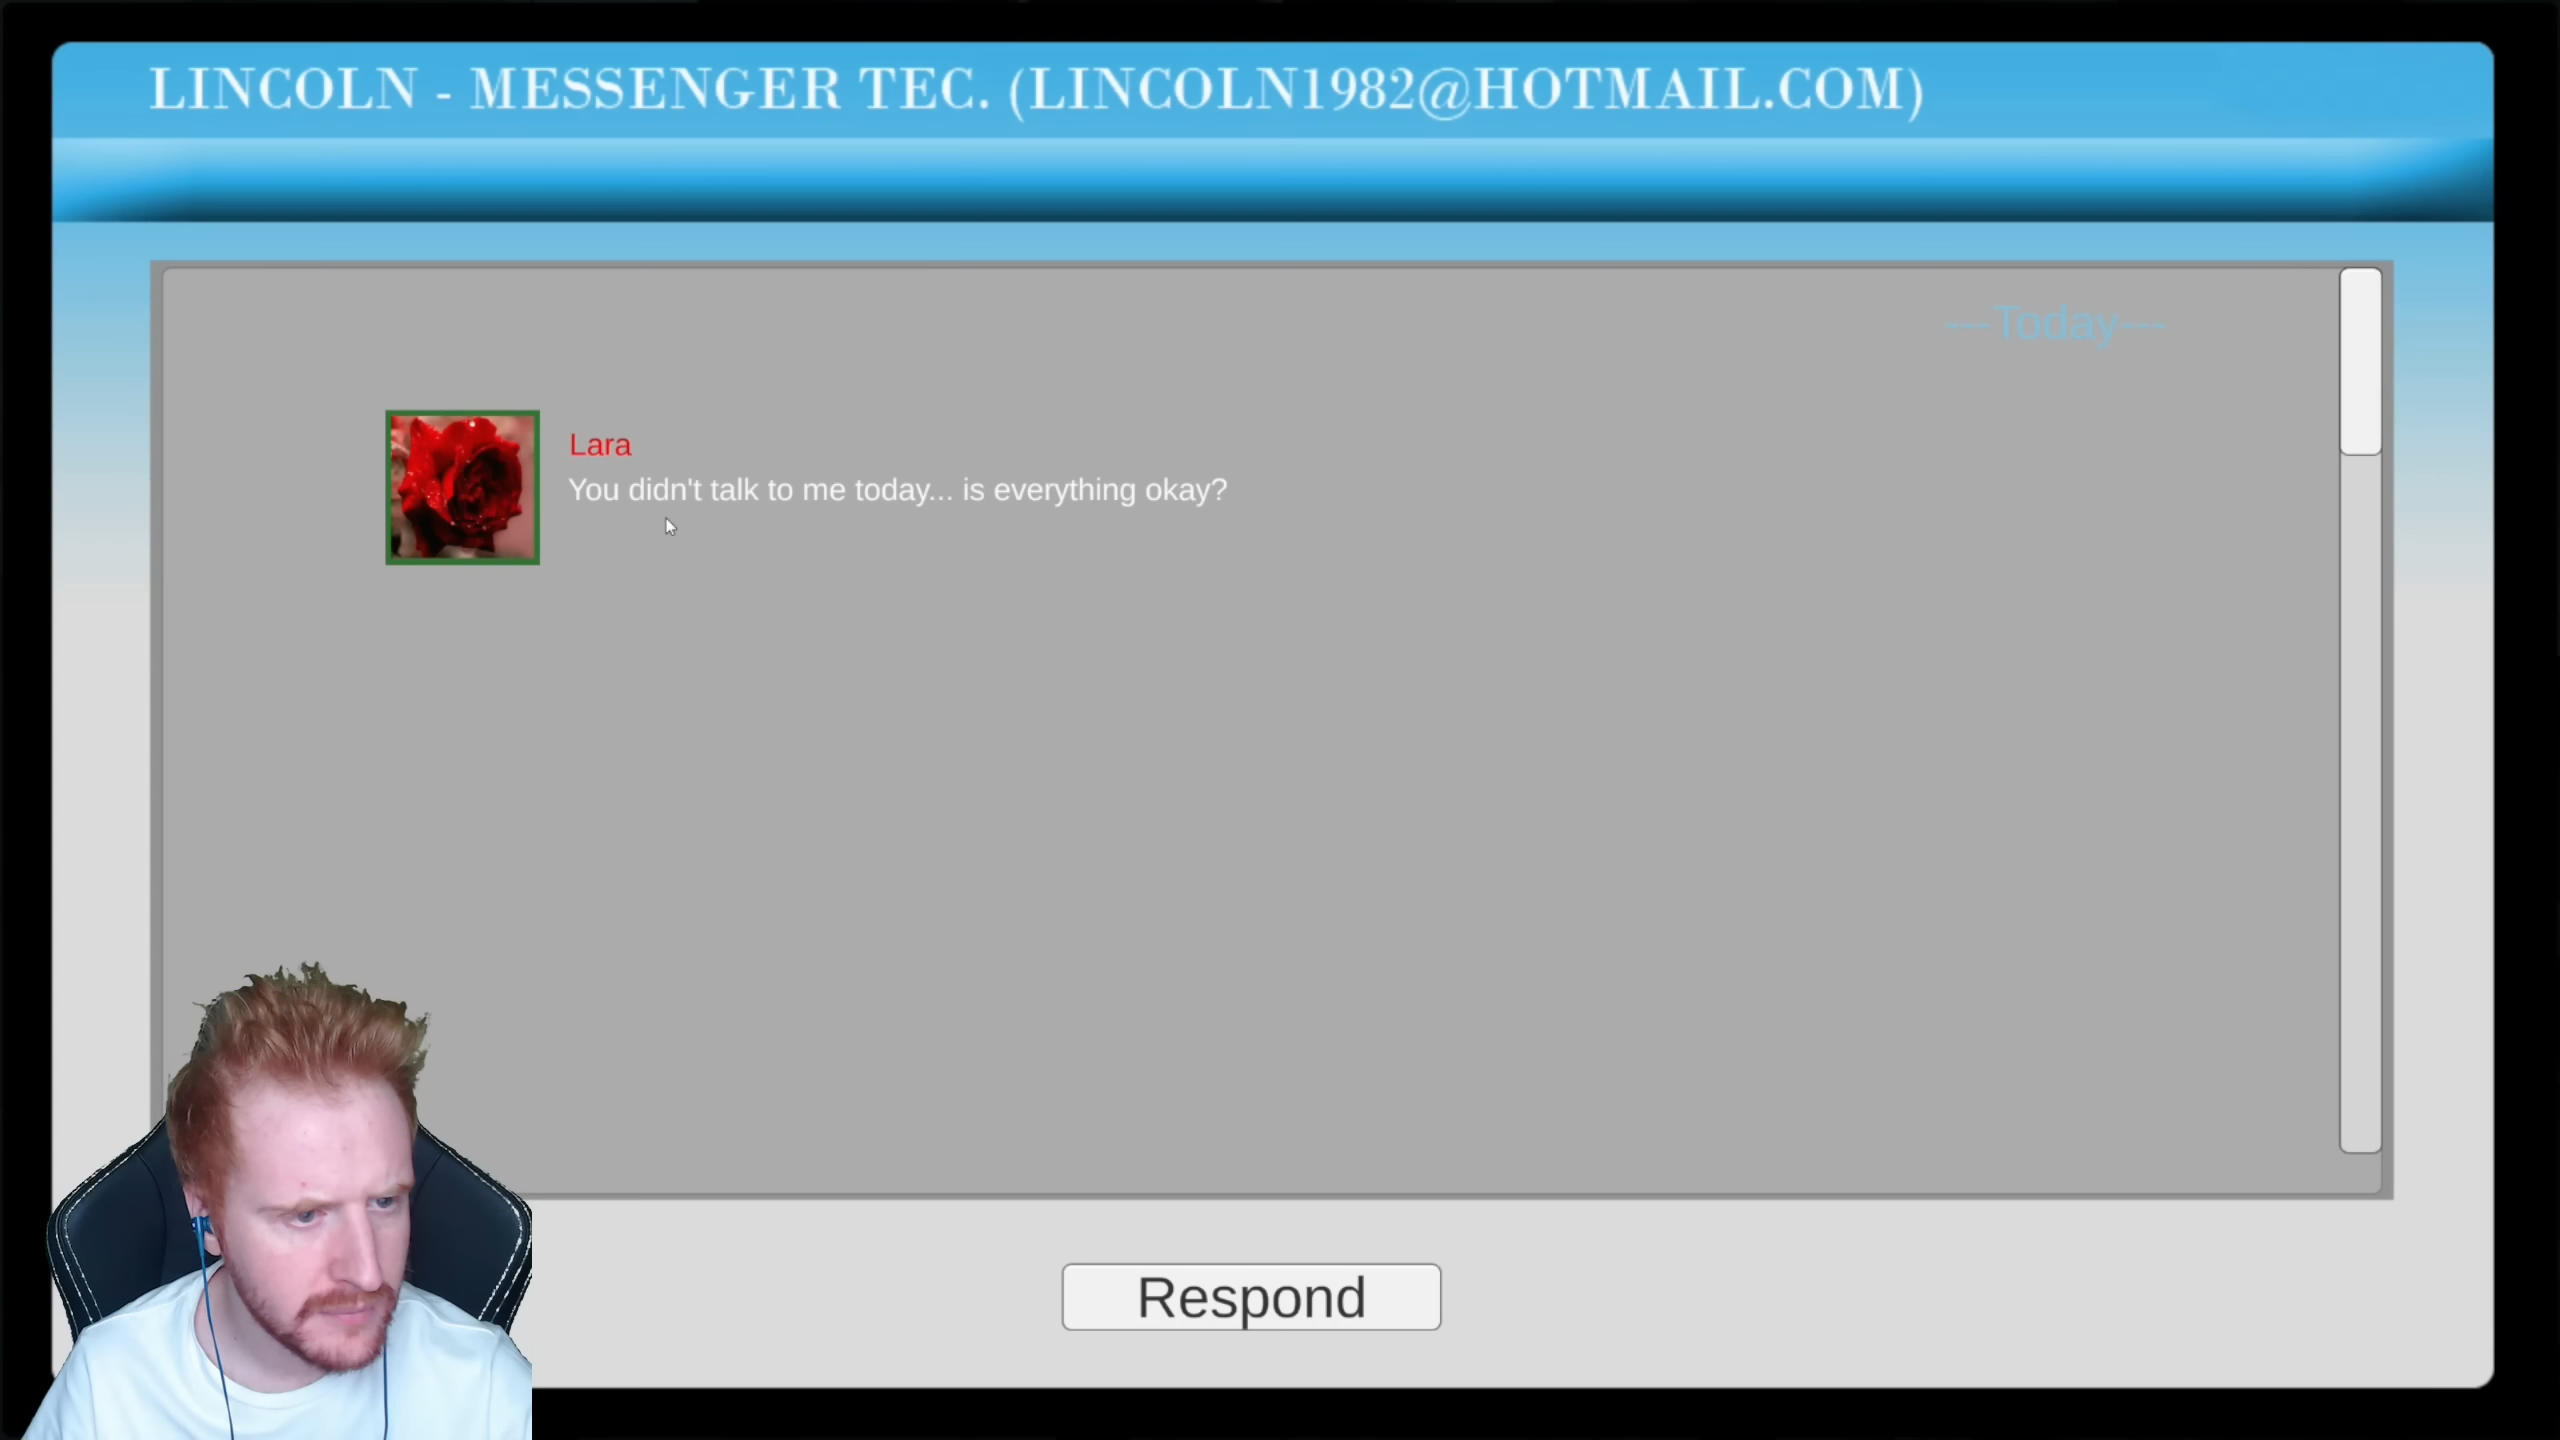 LINCOLN - MESSENGER TEC. (LINCOLN1982@HOTMAIL.COM)
---Today---
Lara
You didn't talk to me today... is everything okay?
Respond